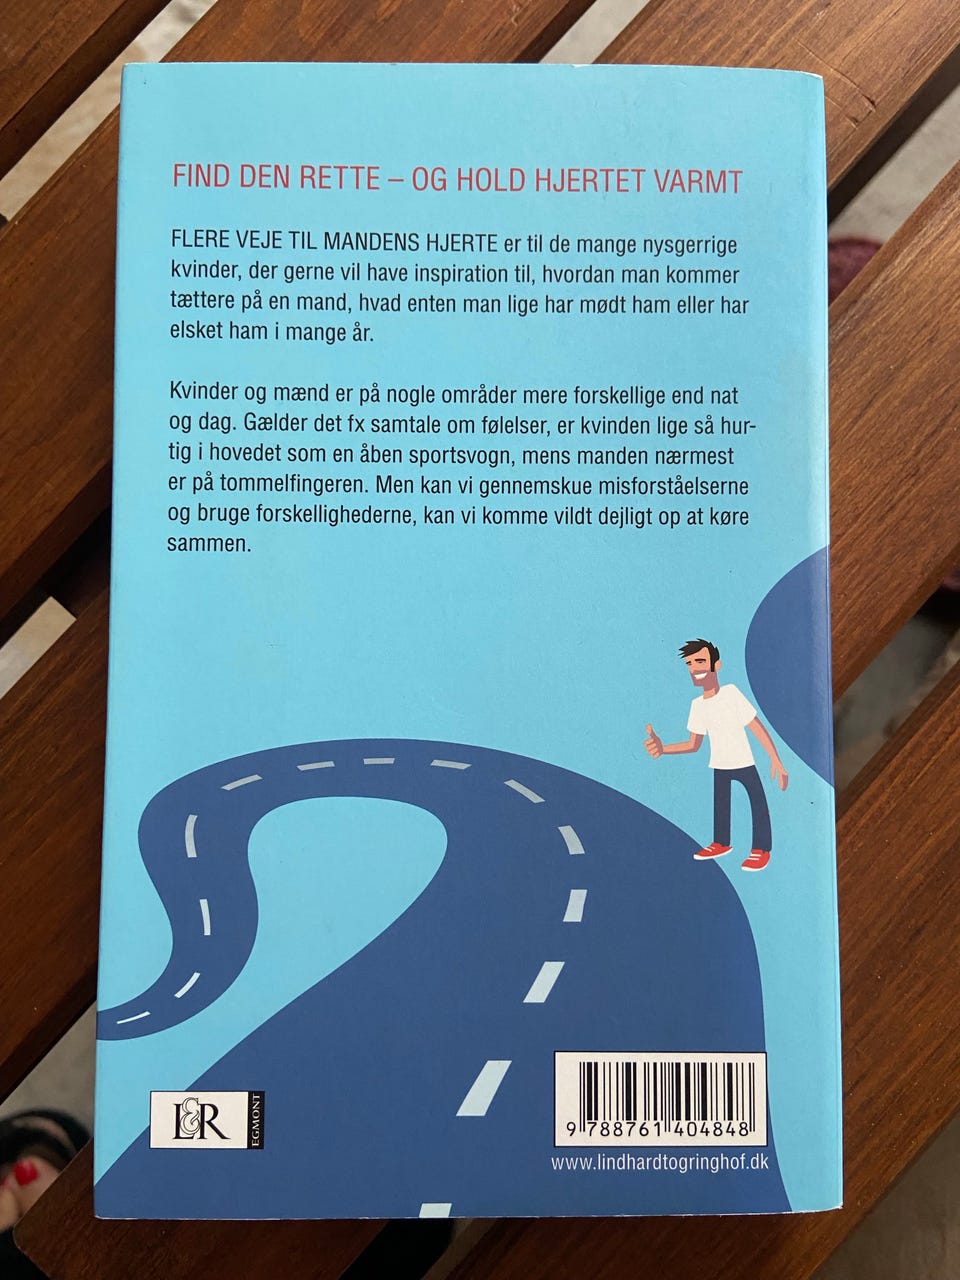 FIND DEN RETTE – OG HOLD HJERTET VARMT
FLERE VEJE TIL MANDENS HJERTE er til de mange nysgerrige
kvinder, der gerne vil have inspiration til, hvordan man kommer
tættere på en mand, hvad enten man lige har mødt ham eller har
elsket ham i mange år.
Kvinder og mænd er på nogle områder mere forskellige end nat
og dag. Gælder det fx samtale om følelser, er kvinden lige så hur-
tig i hovedet som en åben sportsvogn, mens manden nærmest
er på tommelfingeren. Men kan vi gennemskue misforståelserne
og bruge forskellighederne, kan vi komme vildt dejligt op at køre
sammen.
L&R
EGMONT
9 788761 404848
www.lindhardtogringhof.dk